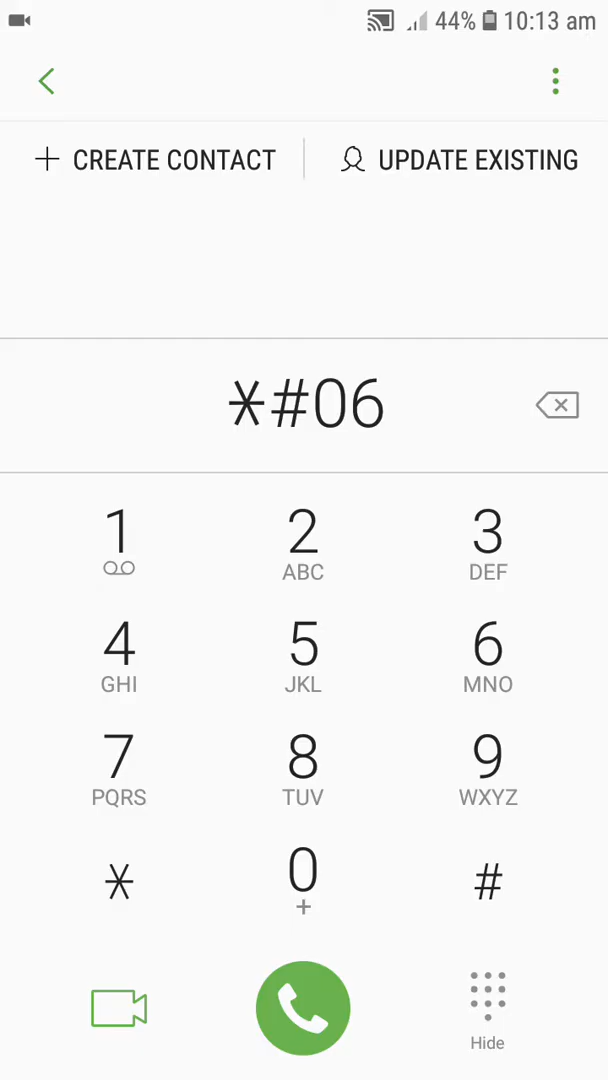 44% 10:13 am
CREATE CONTACT UPDATE EXISTING
*#06
1 2 3
ABC DEF
4 5 6
GHI JKL MNO
7 8 9
PQRS TUV WXYZ
* 0 #
+
Hide